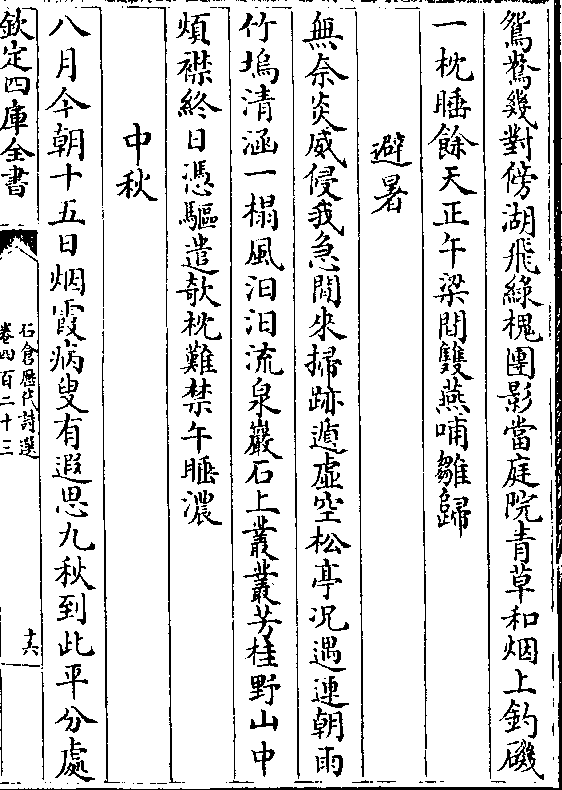 鴛鴦幾對傍湖飛綠槐團影當庭院青草和烟上釣磯
一枕睡餘天正午梁間雙燕哺雛歸
避暑
無奈炎威侵我急閒來掃跡遁虛空松亭况遇連朝雨
竹塢清涵一榻風汩汩流泉巖石上叢叢芳桂野山中
煩襟終日憑驅遣欹枕難禁午睡濃
中秋
八月今朝十五日烟霞病叟有遐思九秋到此平分處
欽定四庫全書
石倉歷代詩選
卷四百二十三
十六